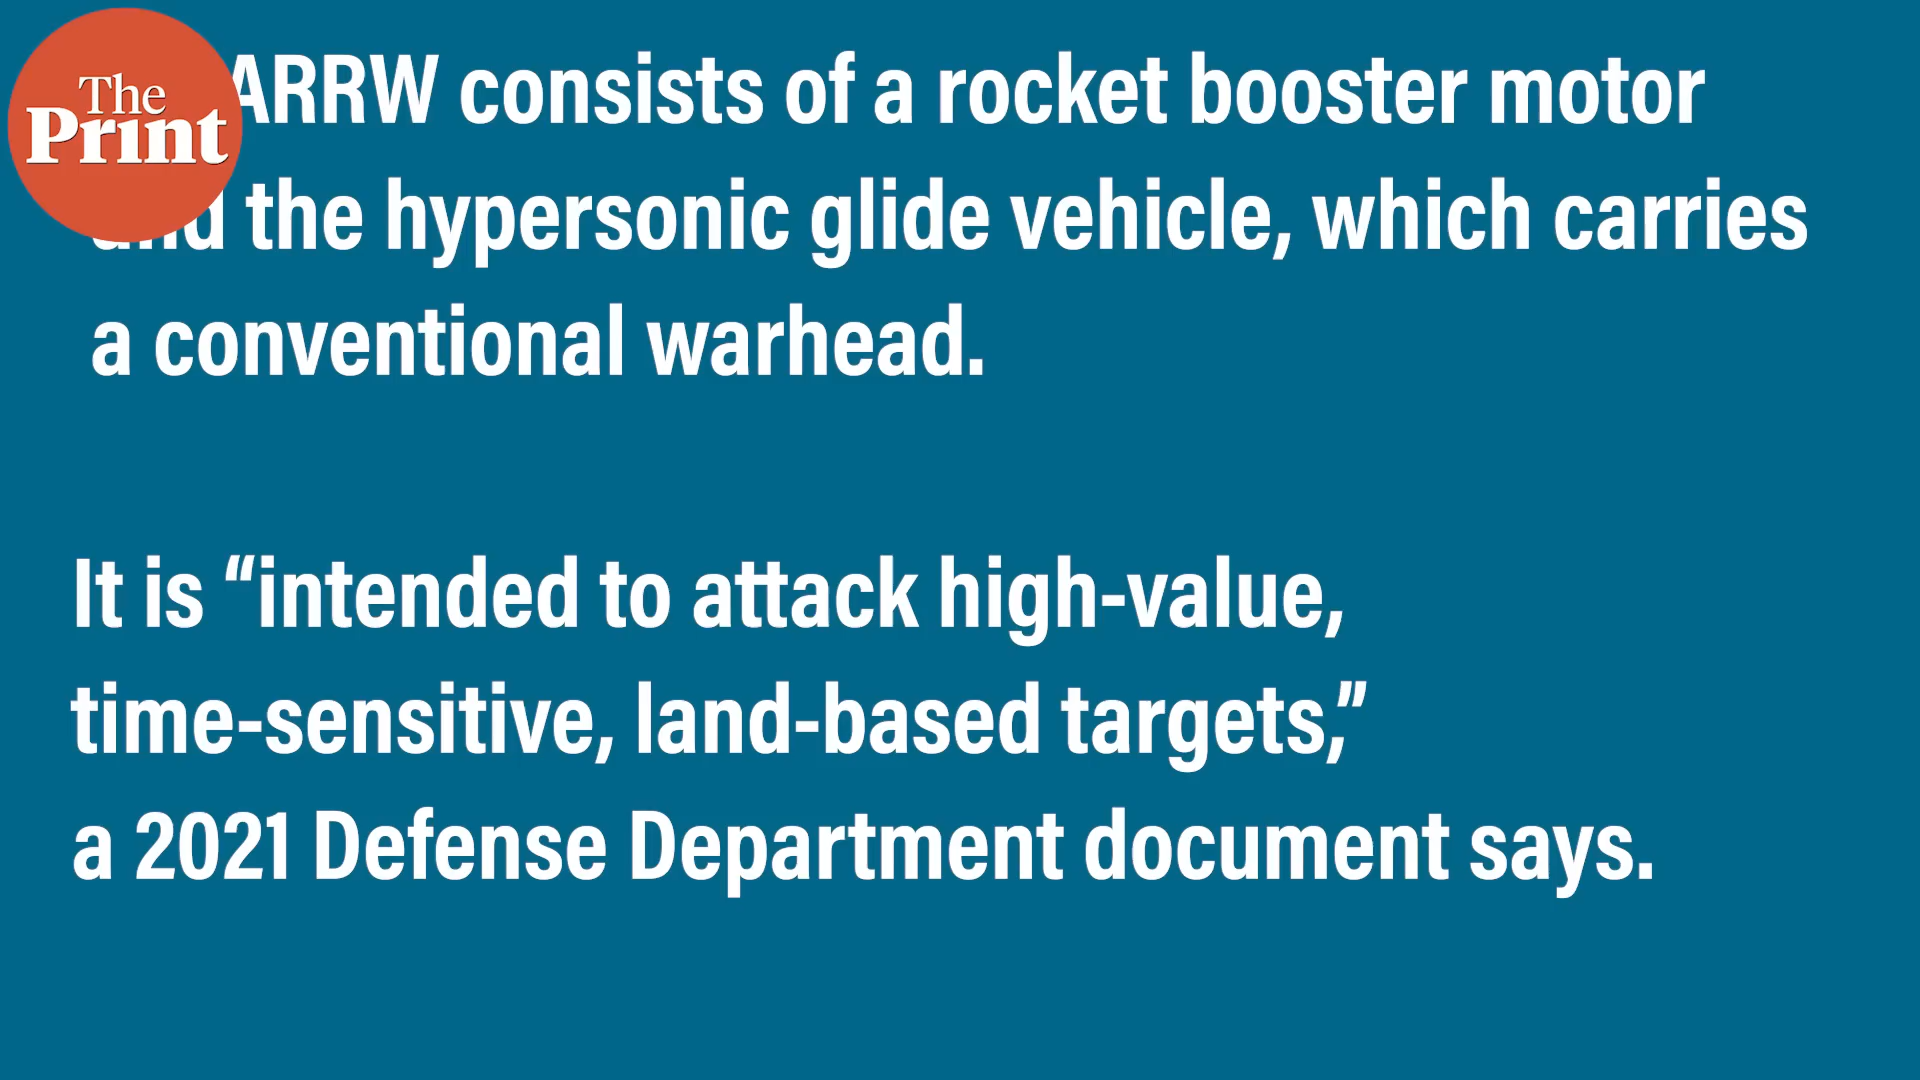 The
Print
ARRW consists of a rocket booster motor
and the hypersonic glide vehicle, which carries
a conventional warhead.
It is “intended to attack high-value,
time-sensitive, land-based targets,”
a 2021 Defense Department document says.